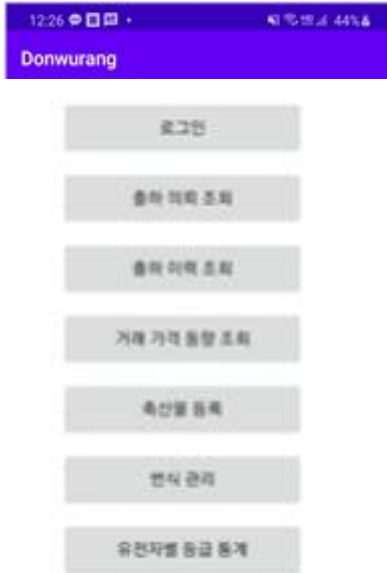 12:26 44%
Donwurang
로그인
출하 의뢰 조회
출하 이력 조회
거래 가격 동향 조회
축산물 등록
번식 관리
유전자별 등급 통계